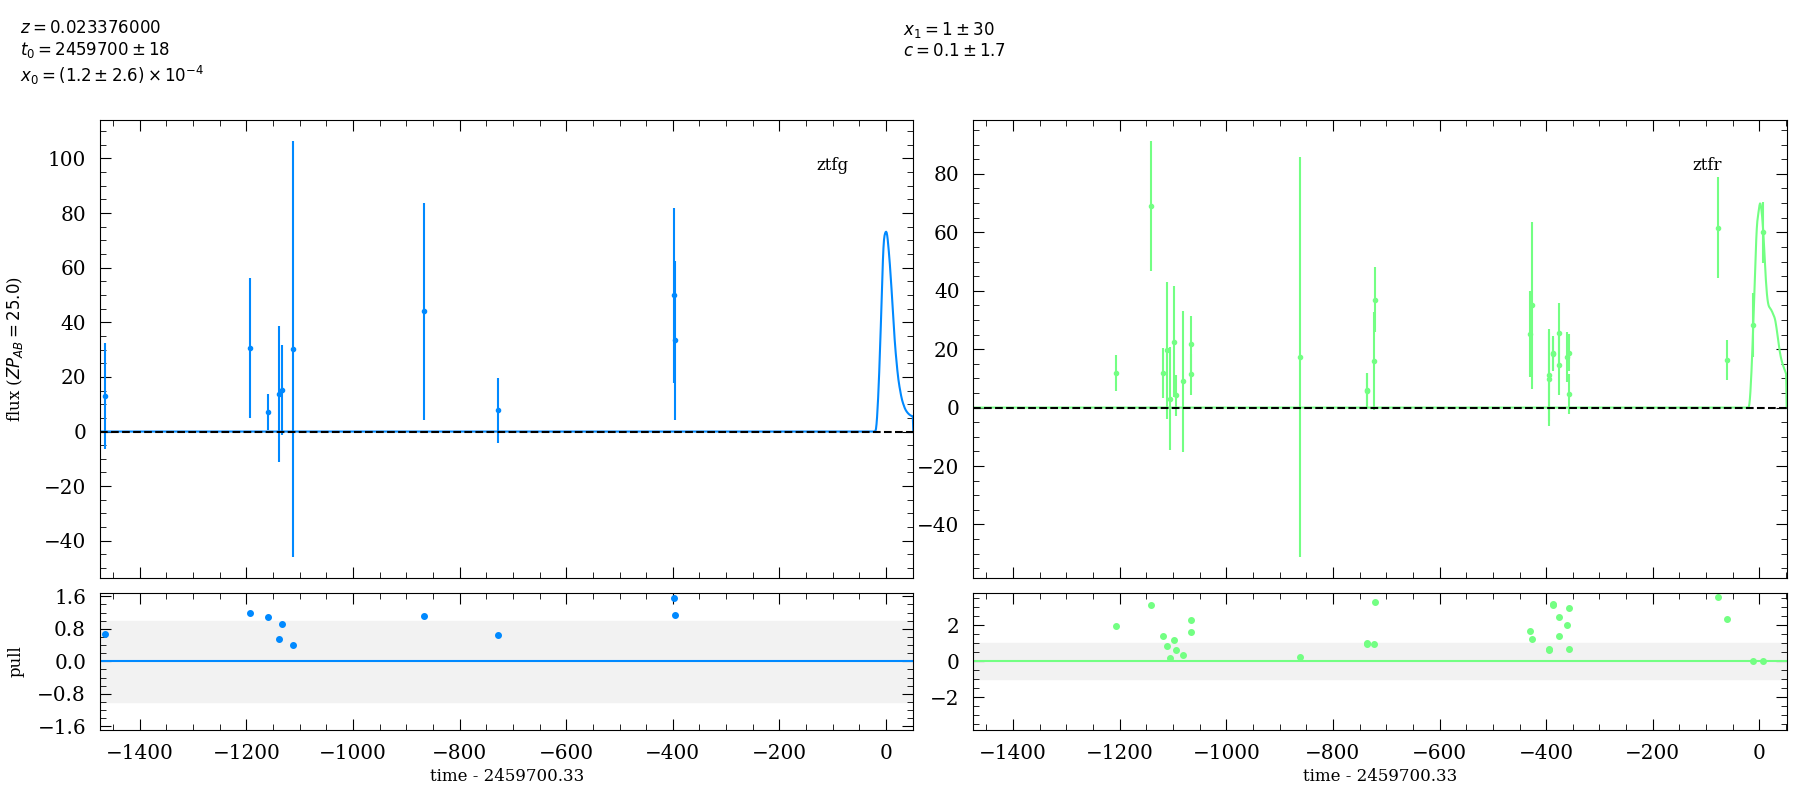 z = 0.023376000
t₀ = 2459700 ± 18
x₀ = (1.2 ± 2.6) × 10⁻⁴
x₁ = 1 ± 30
c = 0.1 ± 1.7
flux (ZP_AB = 25.0)
100
80
60
40
20
0
−20
−40
ztfg
80
60
40
20
0
−20
−40
ztfr
pull
1.6
0.8
0.0
−0.8
−1.6
−1400 −1200 −1000 −800 −600 −400 −200 0
time - 2459700.33
2
0
−2
−1400 −1200 −1000 −800 −600 −400 −200 0
time - 2459700.33